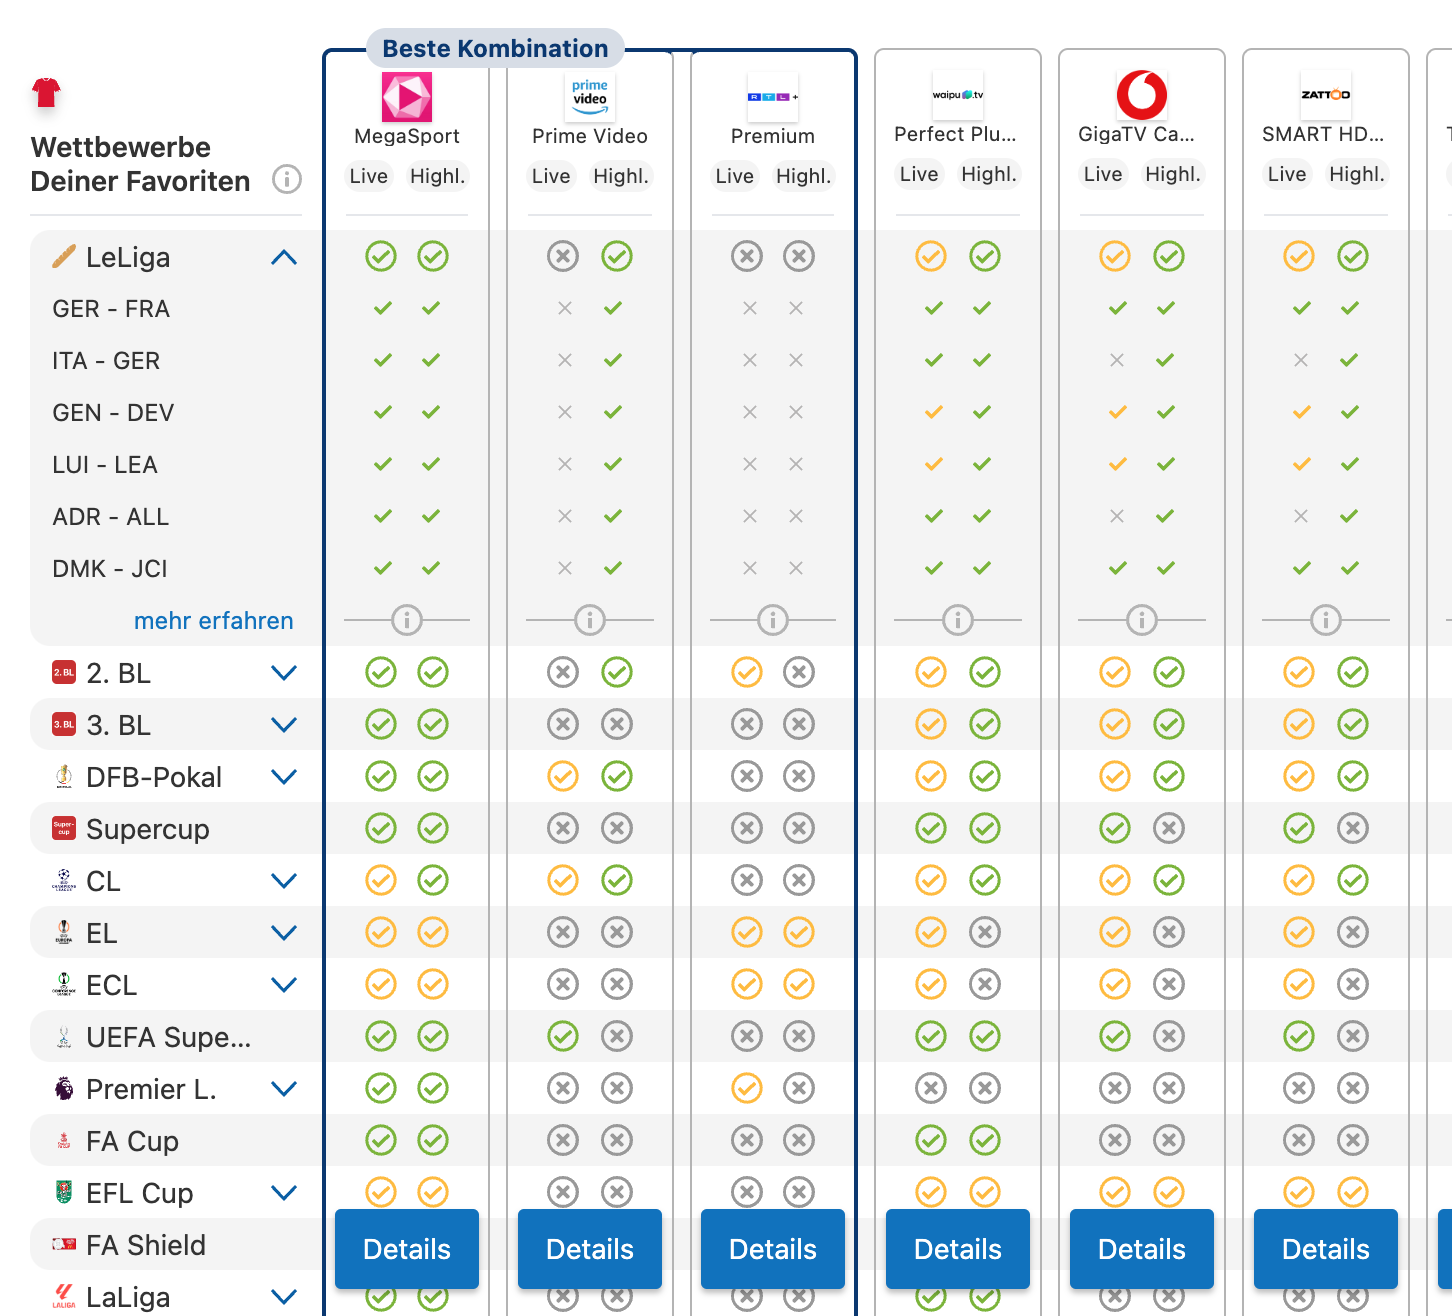 Beste Kombination
prime
video
RTL +
waipu.tv
ZATTOO
MegaSport
Prime Video
Premium
Perfect Plu...
GigaTV Ca...
SMART HD...
Wettbewerbe
Deiner Favoriten
Live Highl.
Live Highl.
Live Highl.
Live Highl.
Live Highl.
Live Highl.
LeLiga
GER - FRA
ITA - GER
GEN - DEV
LUI - LEA
ADR - ALL
DMK - JCI
mehr erfahren
2. BL 2. BL
3. BL 3. BL
DFB-Pokal
Super-
cup
Supercup
CL
EL
ECL
UEFA Supe...
Premier L.
FA Cup
EFL Cup
FA Shield
Details
Details
Details
Details
Details
Details
LALIGA
LaLiga